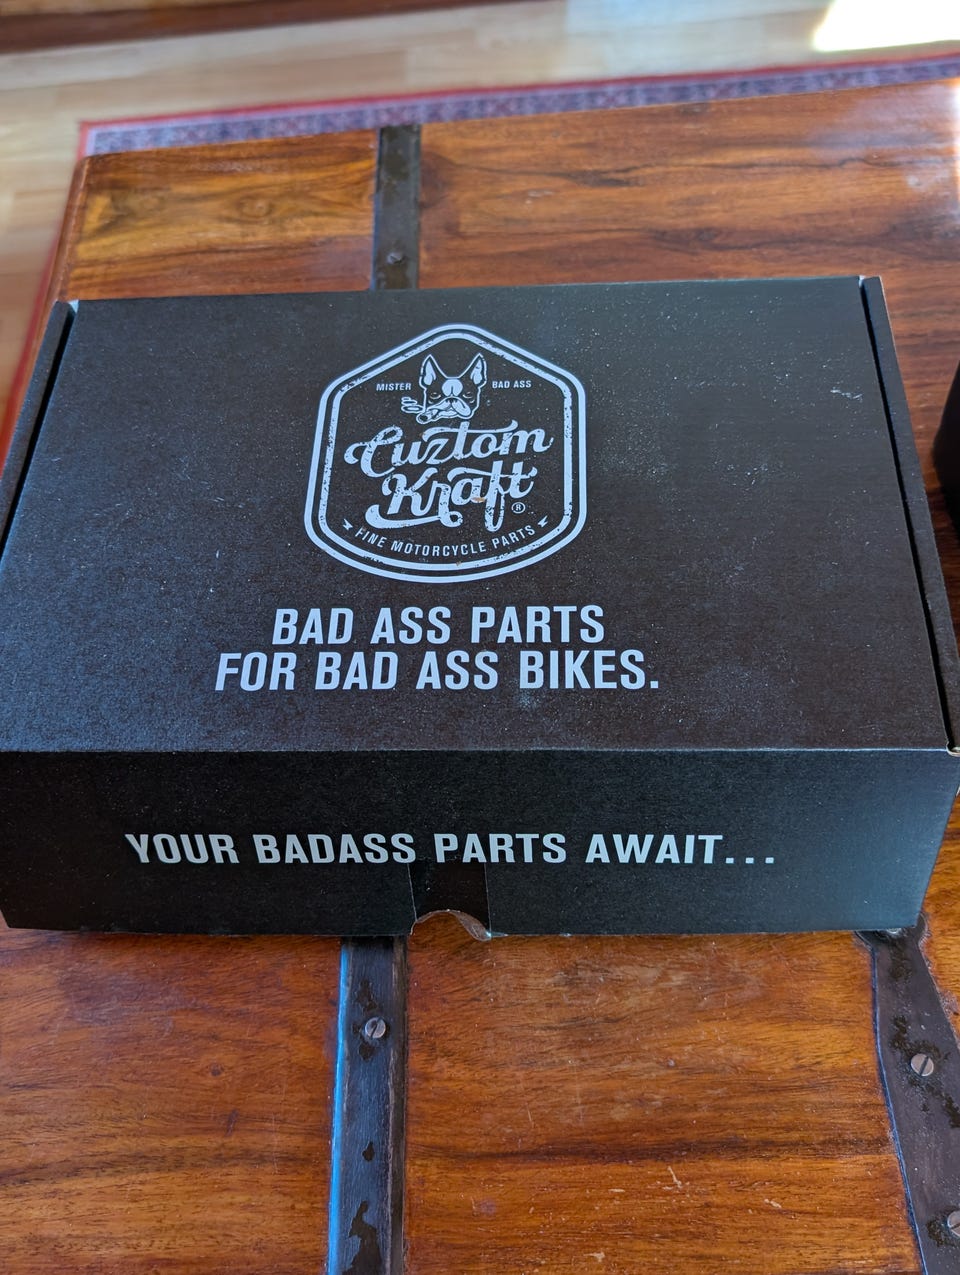 MISTER BAD ASS
Cuztom
Kraft®
FINE MOTORCYCLE PARTS
BAD ASS PARTS
FOR BAD ASS BIKES.
YOUR BADASS PARTS AWAIT...